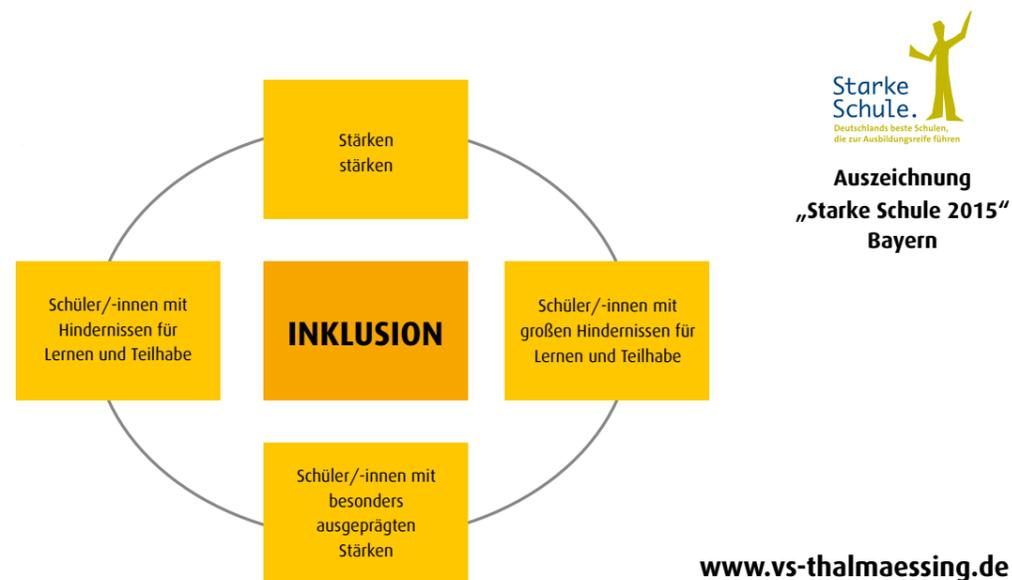 Stärken
stärken
Schüler/-innen mit
Hindernissen für
Lernen und Teilhabe
INKLUSION
Schüler/-innen mit
großen Hindernissen für
Lernen und Teilhabe
Schüler/-innen mit
besonders
ausgeprägten
Stärken
Starke
Schule.
Deutschlands beste Schulen,
die zur Ausbildungsreife führen
Auszeichnung
„Starke Schule 2015“
Bayern
www.vs-thalmaessing.de